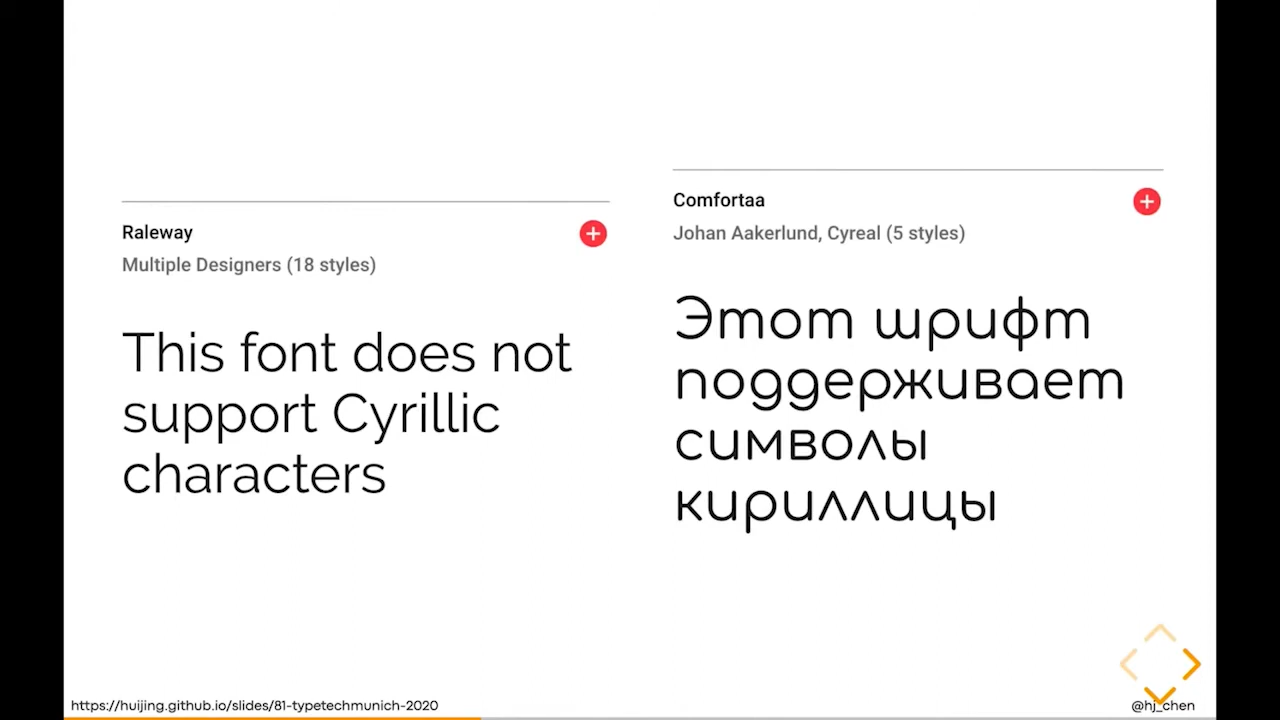 Raleway
Multiple Designers (18 styles)
This font does not
support Cyrillic
characters
Comfortaa
Johan Aakerlund, Cyreal (5 styles)
Этот шрифт
поддерживает
символы
кириллицы
https://huijing.github.io/slides/81-typetechmunich-2020
@hj_chen